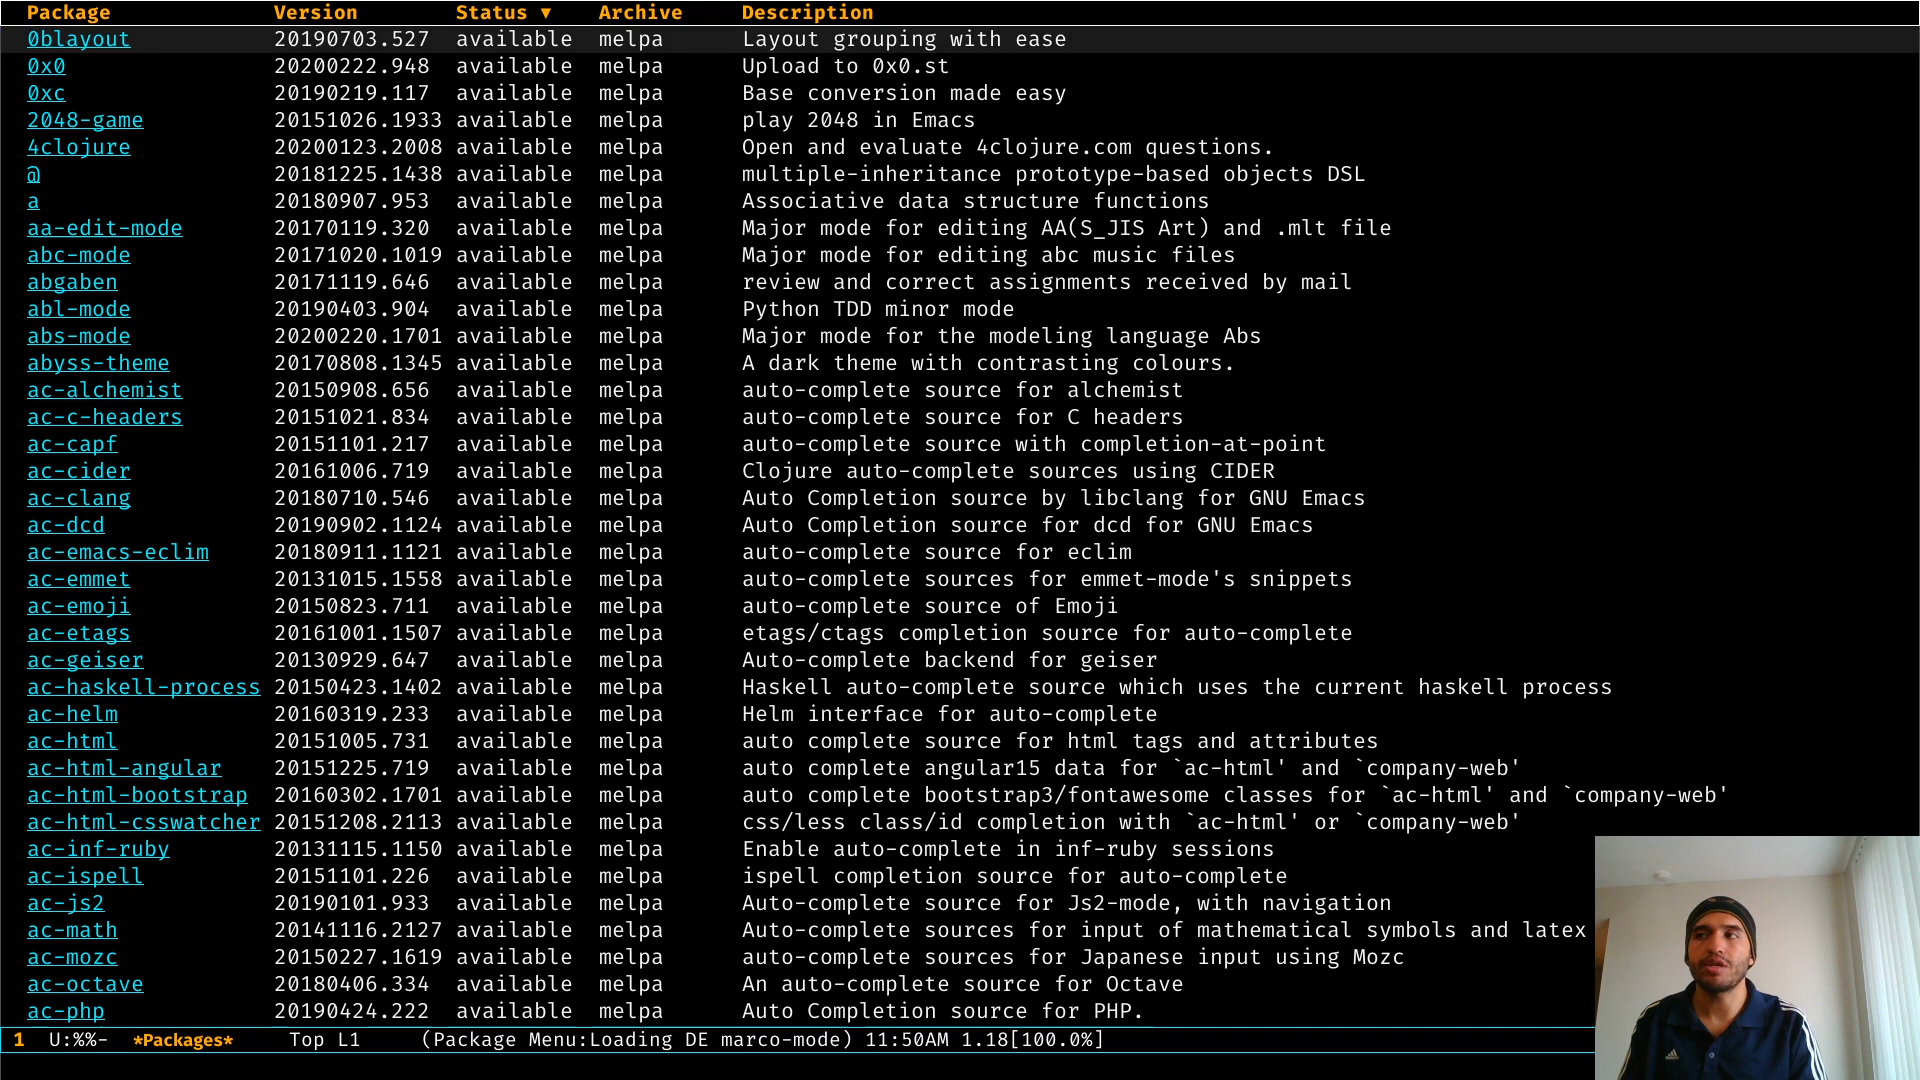 Package Version Status ▼ Archive Description
0blayout 20190703.527 available melpa Layout grouping with ease
0x0 20200222.948 available melpa Upload to 0x0.st
0xc 20190219.117 available melpa Base conversion made easy
2048-game 20151026.1933 available melpa play 2048 in Emacs
4clojure 20200123.2008 available melpa Open and evaluate 4clojure.com questions.
@ 20181225.1438 available melpa multiple-inheritance prototype-based objects DSL
a 20180907.953 available melpa Associative data structure functions
aa-edit-mode 20170119.320 available melpa Major mode for editing AA(S_JIS Art) and .mlt file
abc-mode 20171020.1019 available melpa Major mode for editing abc music files
abgaben 20171119.646 available melpa review and correct assignments received by mail
abl-mode 20190403.904 available melpa Python TDD minor mode
abs-mode 20200220.1701 available melpa Major mode for the modeling language Abs
abyss-theme 20170808.1345 available melpa A dark theme with contrasting colours.
ac-alchemist 20150908.656 available melpa auto-complete source for alchemist
ac-c-headers 20151021.834 available melpa auto-complete source for C headers
ac-capf 20151101.217 available melpa auto-complete source with completion-at-point
ac-cider 20161006.719 available melpa Clojure auto-complete sources using CIDER
ac-clang 20180710.546 available melpa Auto Completion source by libclang for GNU Emacs
ac-dcd 20190902.1124 available melpa Auto Completion source for dcd for GNU Emacs
ac-emacs-eclim 20180911.1121 available melpa auto-complete source for eclim
ac-emmet 20131015.1558 available melpa auto-complete sources for emmet-mode's snippets
ac-emoji 20150823.711 available melpa auto-complete source of Emoji
ac-etags 20161001.1507 available melpa etags/ctags completion source for auto-complete
ac-geiser 20130929.647 available melpa Auto-complete backend for geiser
ac-haskell-process 20150423.1402 available melpa Haskell auto-complete source which uses the current haskell process
ac-helm 20160319.233 available melpa Helm interface for auto-complete
ac-html 20151005.731 available melpa auto complete source for html tags and attributes
ac-html-angular 20151225.719 available melpa auto complete angular15 data for `ac-html' and `company-web'
ac-html-bootstrap 20160302.1701 available melpa auto complete bootstrap3/fontawesome classes for `ac-html' and `company-web'
ac-html-csswatcher 20151208.2113 available melpa css/less class/id completion with `ac-html' or `company-web'
ac-inf-ruby 20131115.1150 available melpa Enable auto-complete in inf-ruby sessions
ac-ispell 20151101.226 available melpa ispell completion source for auto-complete
ac-js2 20190101.933 available melpa Auto-complete source for Js2-mode, with navigation
ac-math 20141116.2127 available melpa Auto-complete sources for input of mathematical symbols and latex
ac-mozc 20150227.1619 available melpa auto-complete sources for Japanese input using Mozc
ac-octave 20180406.334 available melpa An auto-complete source for Octave
ac-php 20190424.222 available melpa Auto Completion source for PHP.
1 U:%%- *Packages* Top L1 (Package Menu:Loading DE marco-mode) 11:50AM 1.18[100.0%]